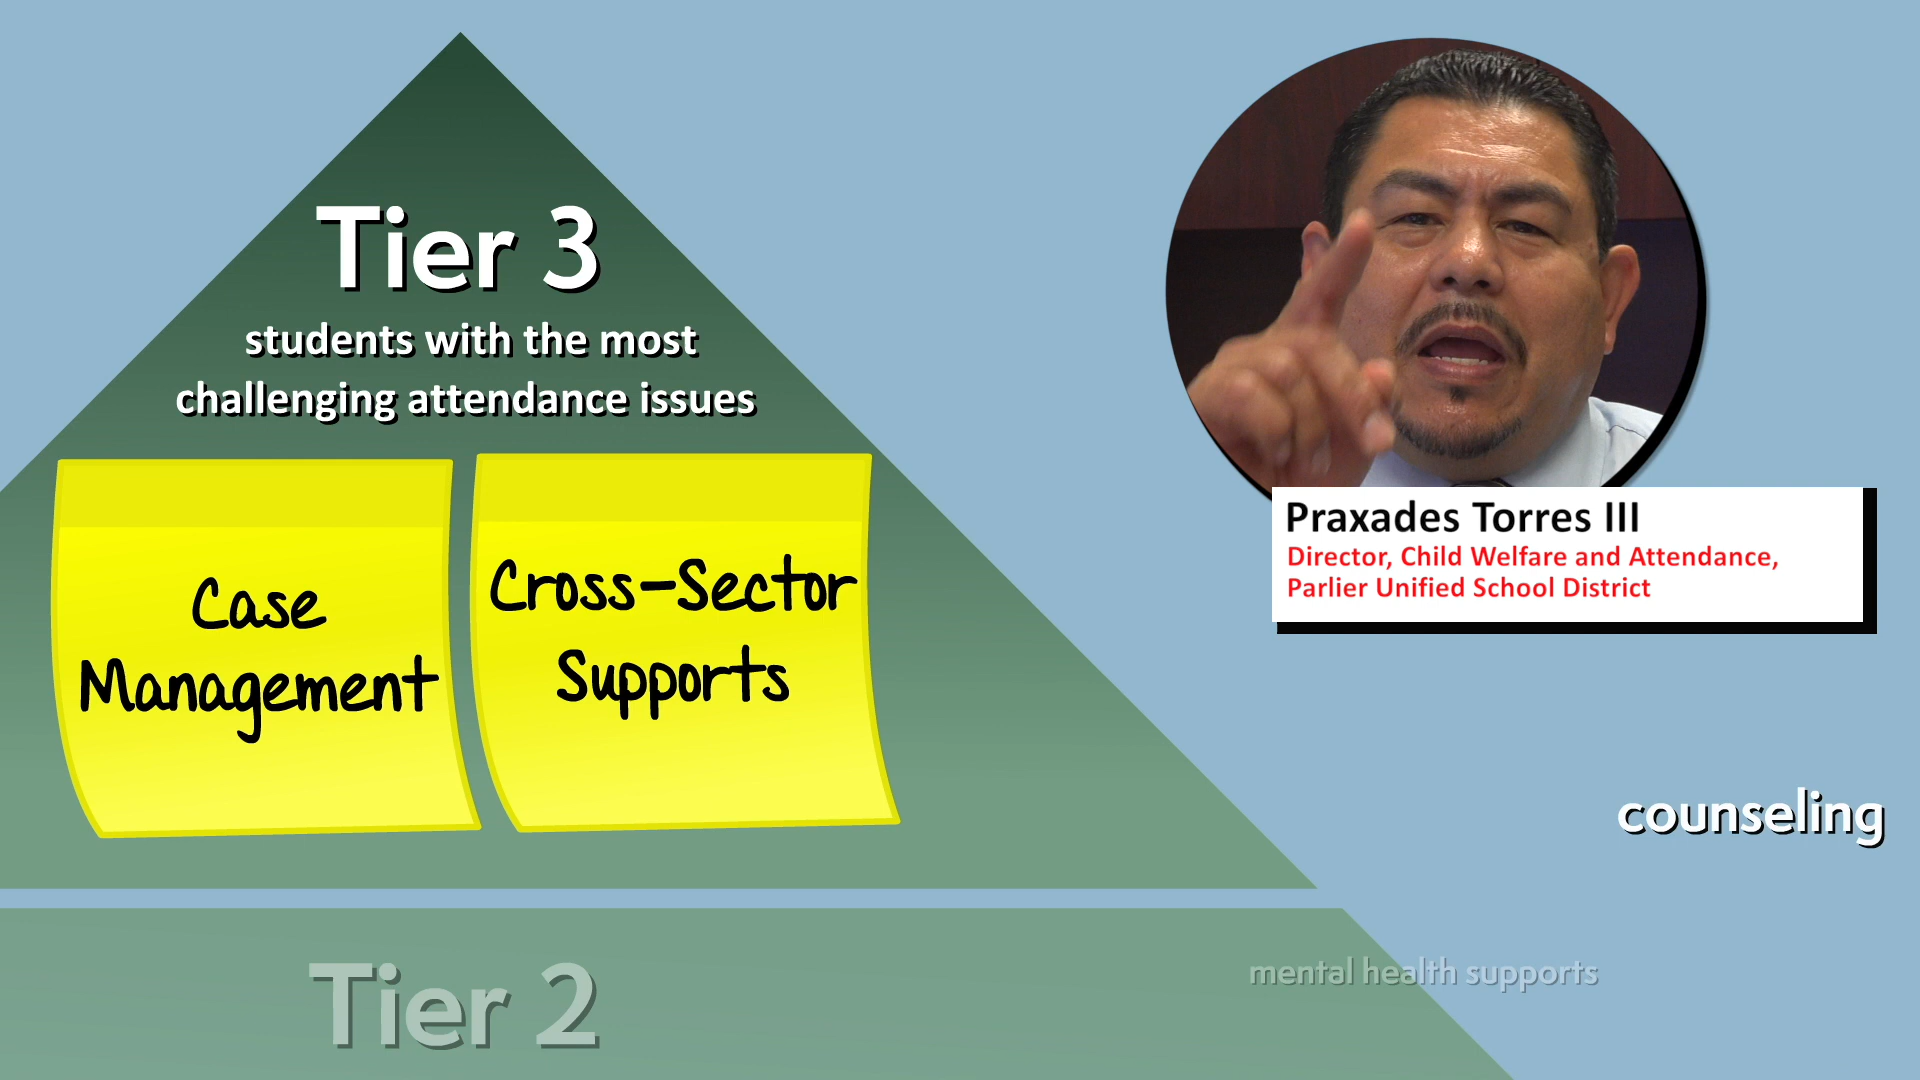 Tier 3
students with the most
challenging attendance issues
Case
Management
Cross-Sector
Supports
Praxades Torres III
Director, Child Welfare and Attendance,
Parlier Unified School District
counseling
mental health supports
Tier 2